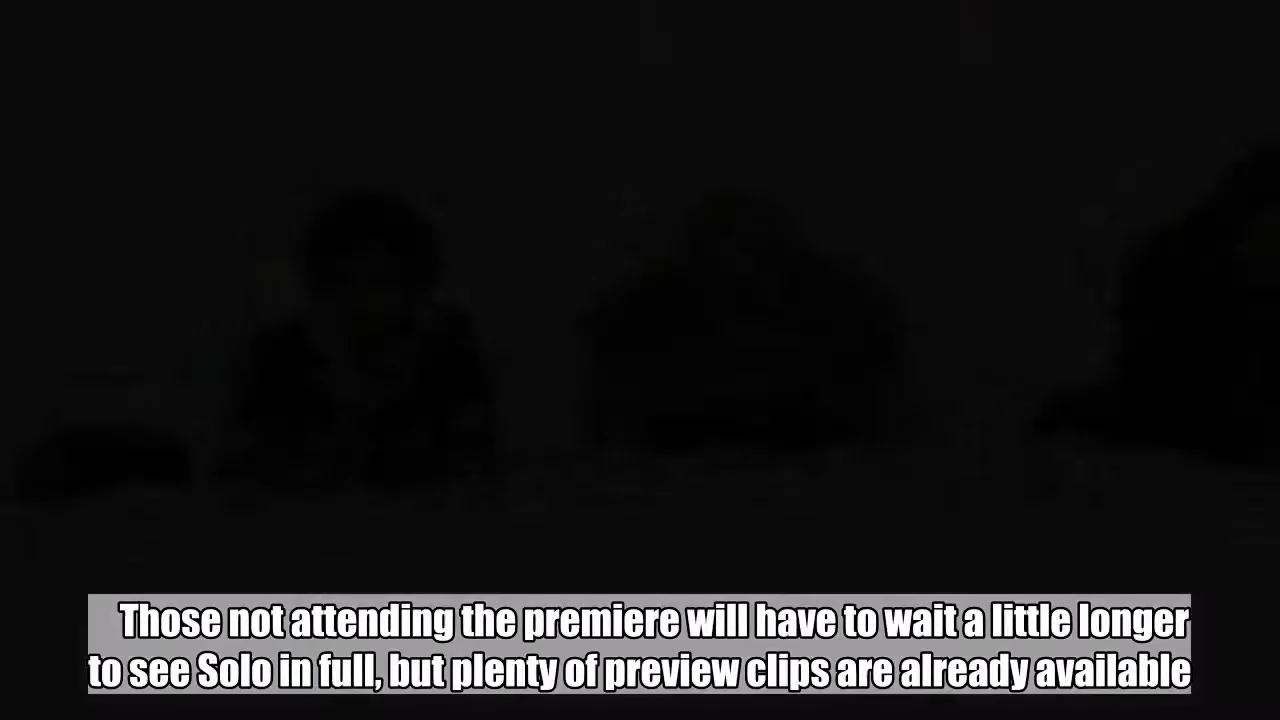 Those not attending the premiere will have to wait a little longer
to see Solo in full, but plenty of preview clips are already available